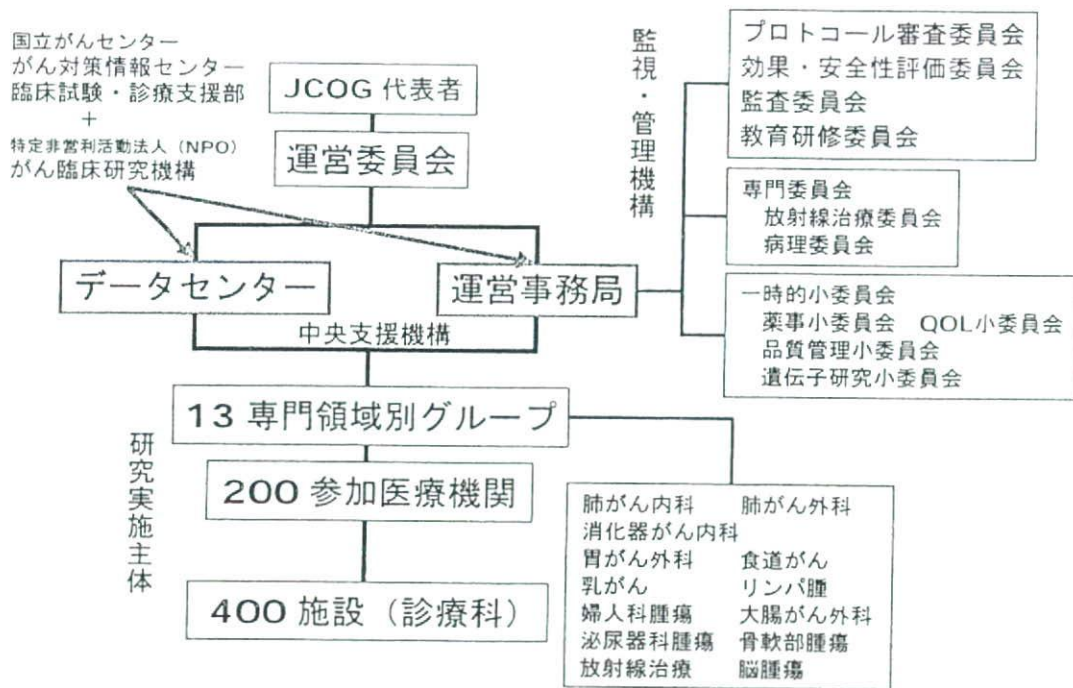 国立がんセンター
がん対策情報センター
臨床試験・診療支援部
+
特定非営利活動法人（NPO）
がん臨床研究機構
JCOG 代表者
運営委員会
データセンター
運営事務局
中央支援機構
監視・管理機構
プロトコール審査委員会
効果・安全性評価委員会
監査委員会
教育研修委員会
専門委員会
放射線治療委員会
病理委員会
一時的小委員会
薬事小委員会　QOL小委員会
品質管理小委員会
遺伝子研究小委員会
研究実施主体
13 専門領域別グループ
200 参加医療機関
400 施設（診療科）
肺がん内科　肺がん外科
消化器がん内科
胃がん外科　食道がん
乳がん　リンパ腫
婦人科腫瘍　大腸がん外科
泌尿器科腫瘍　骨軟部腫瘍
放射線治療　脳腫瘍